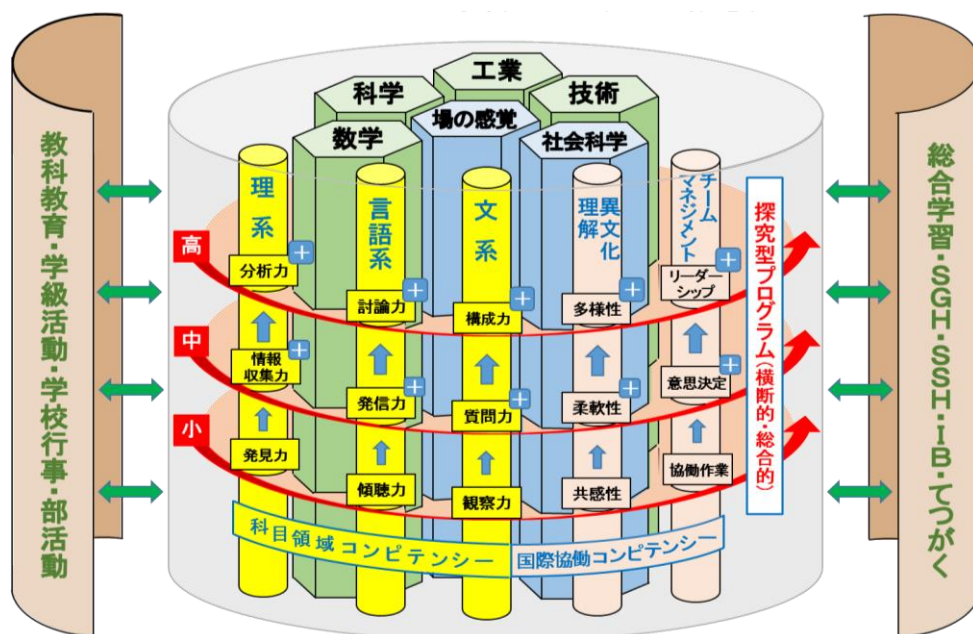 教科教育・学級活動・学校行事・部活動
工業
科学
技術
場の感覚
数学
社会科学
理系
言語系
文系
異文化
理解
チーム
マネジメント
高
分析力
討論力
構成力
多様性
リーダー
シップ
中
情報
収集力
発信力
質問力
柔軟性
意思決定
小
発見力
傾聴力
観察力
共感性
協働作業
科目領域コンピテンシー
国際協働コンピテンシー
探究型プログラム(横断的・総合的)
総合学習・SGH・SSH・IB・てつがく